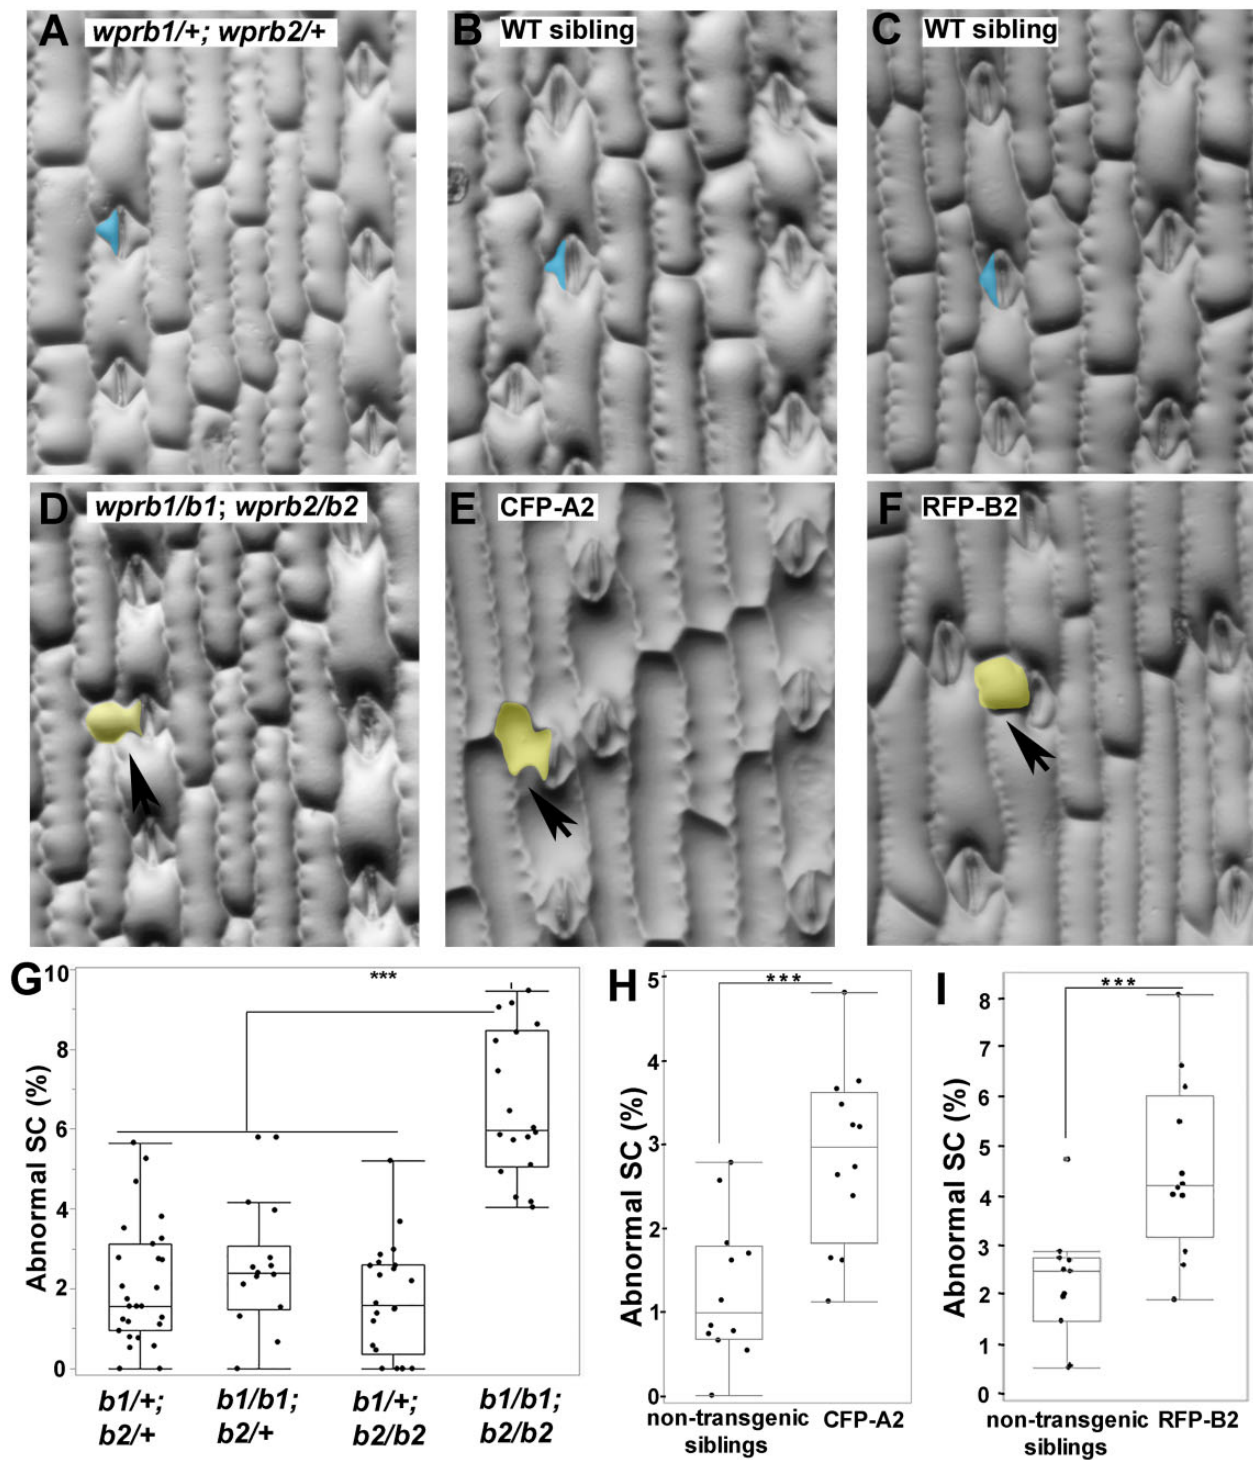 A wprb1/+; wprb2/+
B WT sibling
C WT sibling
D wprb1/b1; wprb2/b2
E CFP-A2
F RFP-B2
G
Abnormal SC (%)
10
8
6
4
2
0
***
b1/+;
b2/+
b1/b1;
b2/+
b1/+;
b2/b2
b1/b1;
b2/b2
H
Abnormal SC (%)
5
4
3
2
1
0
***
non-transgenic
siblings
CFP-A2
I
Abnormal SC (%)
8
7
6
5
4
3
2
1
0
***
non-transgenic
siblings
RFP-B2